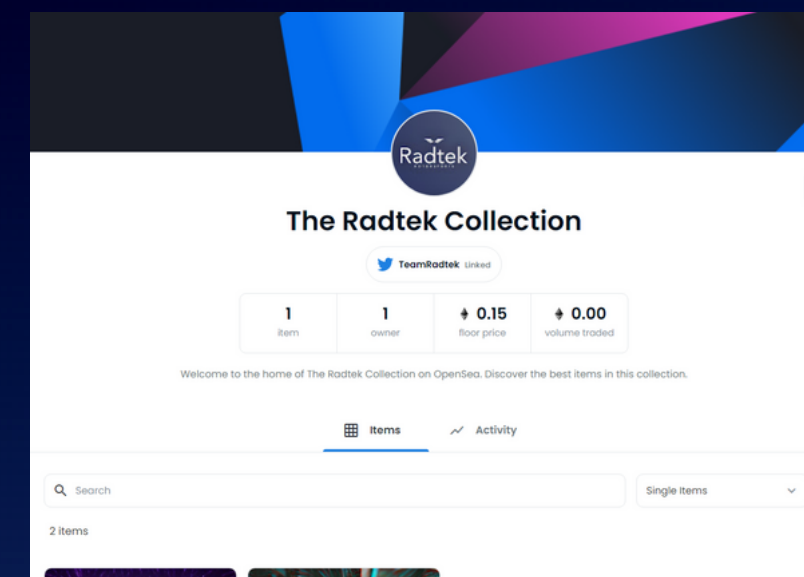 Radtek
The Radtek Collection
TeamRadtek Linked
1 1 0.15 0.00
item owner floor price volume traded
Welcome to the home of The Radtek Collection on OpenSea. Discover the best items in this collection.
Items Activity
Search Single Items
2 items